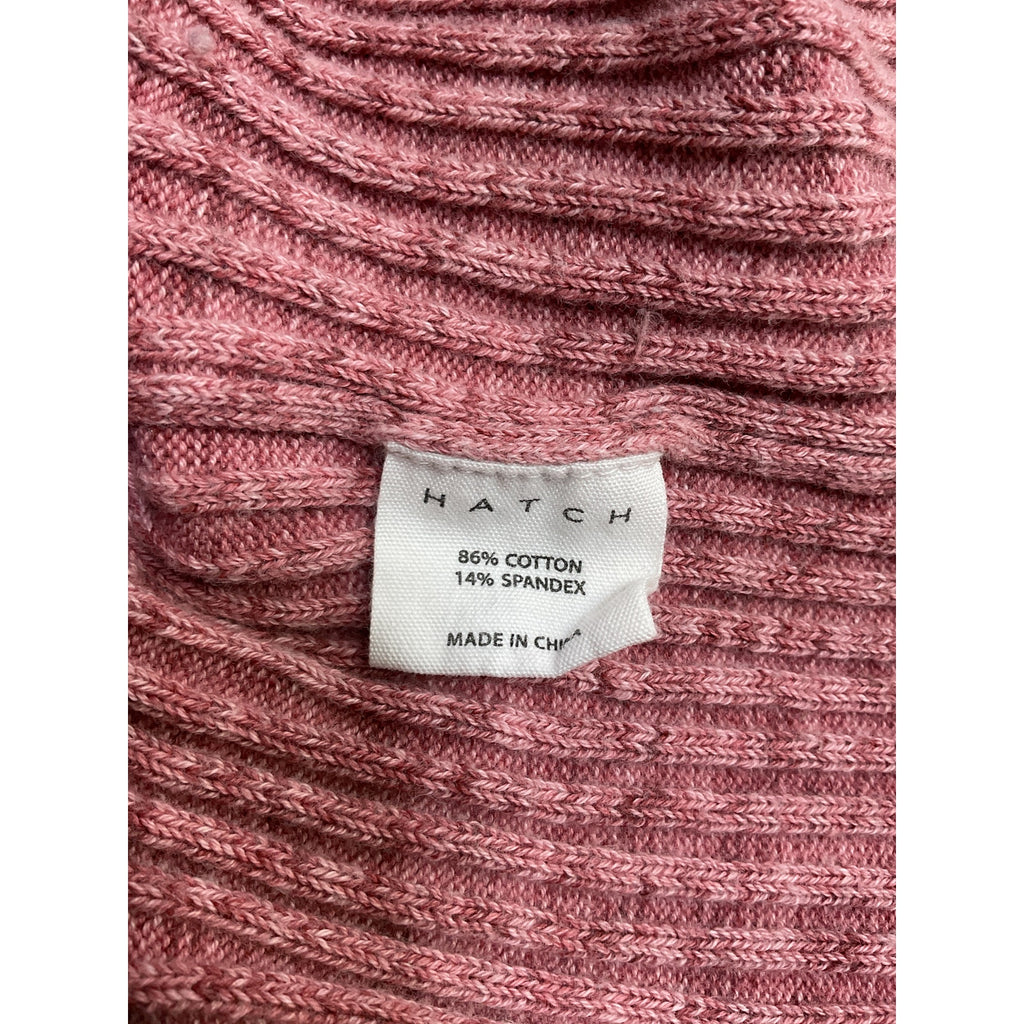 HATCH
86% COTTON
14% SPANDEX
MADE IN